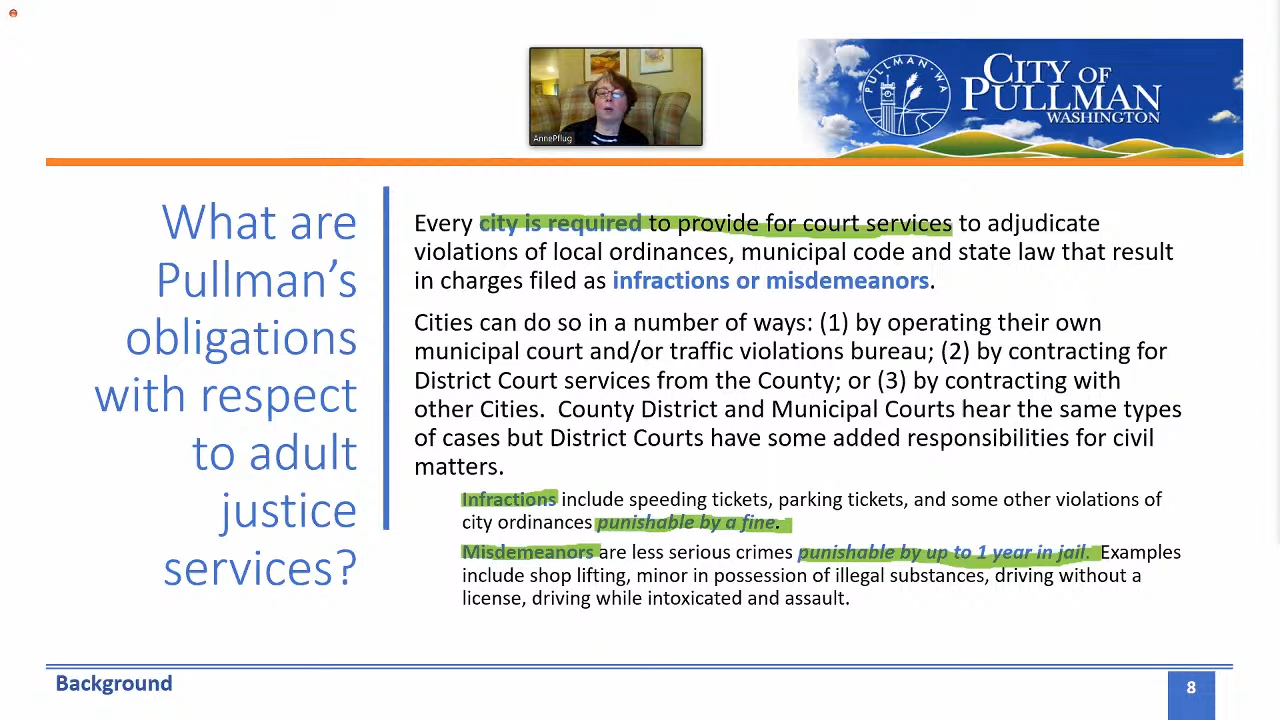 AnnePflug
PULLMAN·WA
CITY OF
PULLMAN
WASHINGTON
What are
Pullman’s
obligations
with respect
to adult
justice
services?
Every city is required to provide for court services to adjudicate
violations of local ordinances, municipal code and state law that result
in charges filed as infractions or misdemeanors.
Cities can do so in a number of ways: (1) by operating their own
municipal court and/or traffic violations bureau; (2) by contracting for
District Court services from the County; or (3) by contracting with
other Cities.  County District and Municipal Courts hear the same types
of cases but District Courts have some added responsibilities for civil
matters.
Infractions include speeding tickets, parking tickets, and some other violations of
city ordinances punishable by a fine.
Misdemeanors are less serious crimes punishable by up to 1 year in jail.  Examples
include shop lifting, minor in possession of illegal substances, driving without a
license, driving while intoxicated and assault.
Background
8